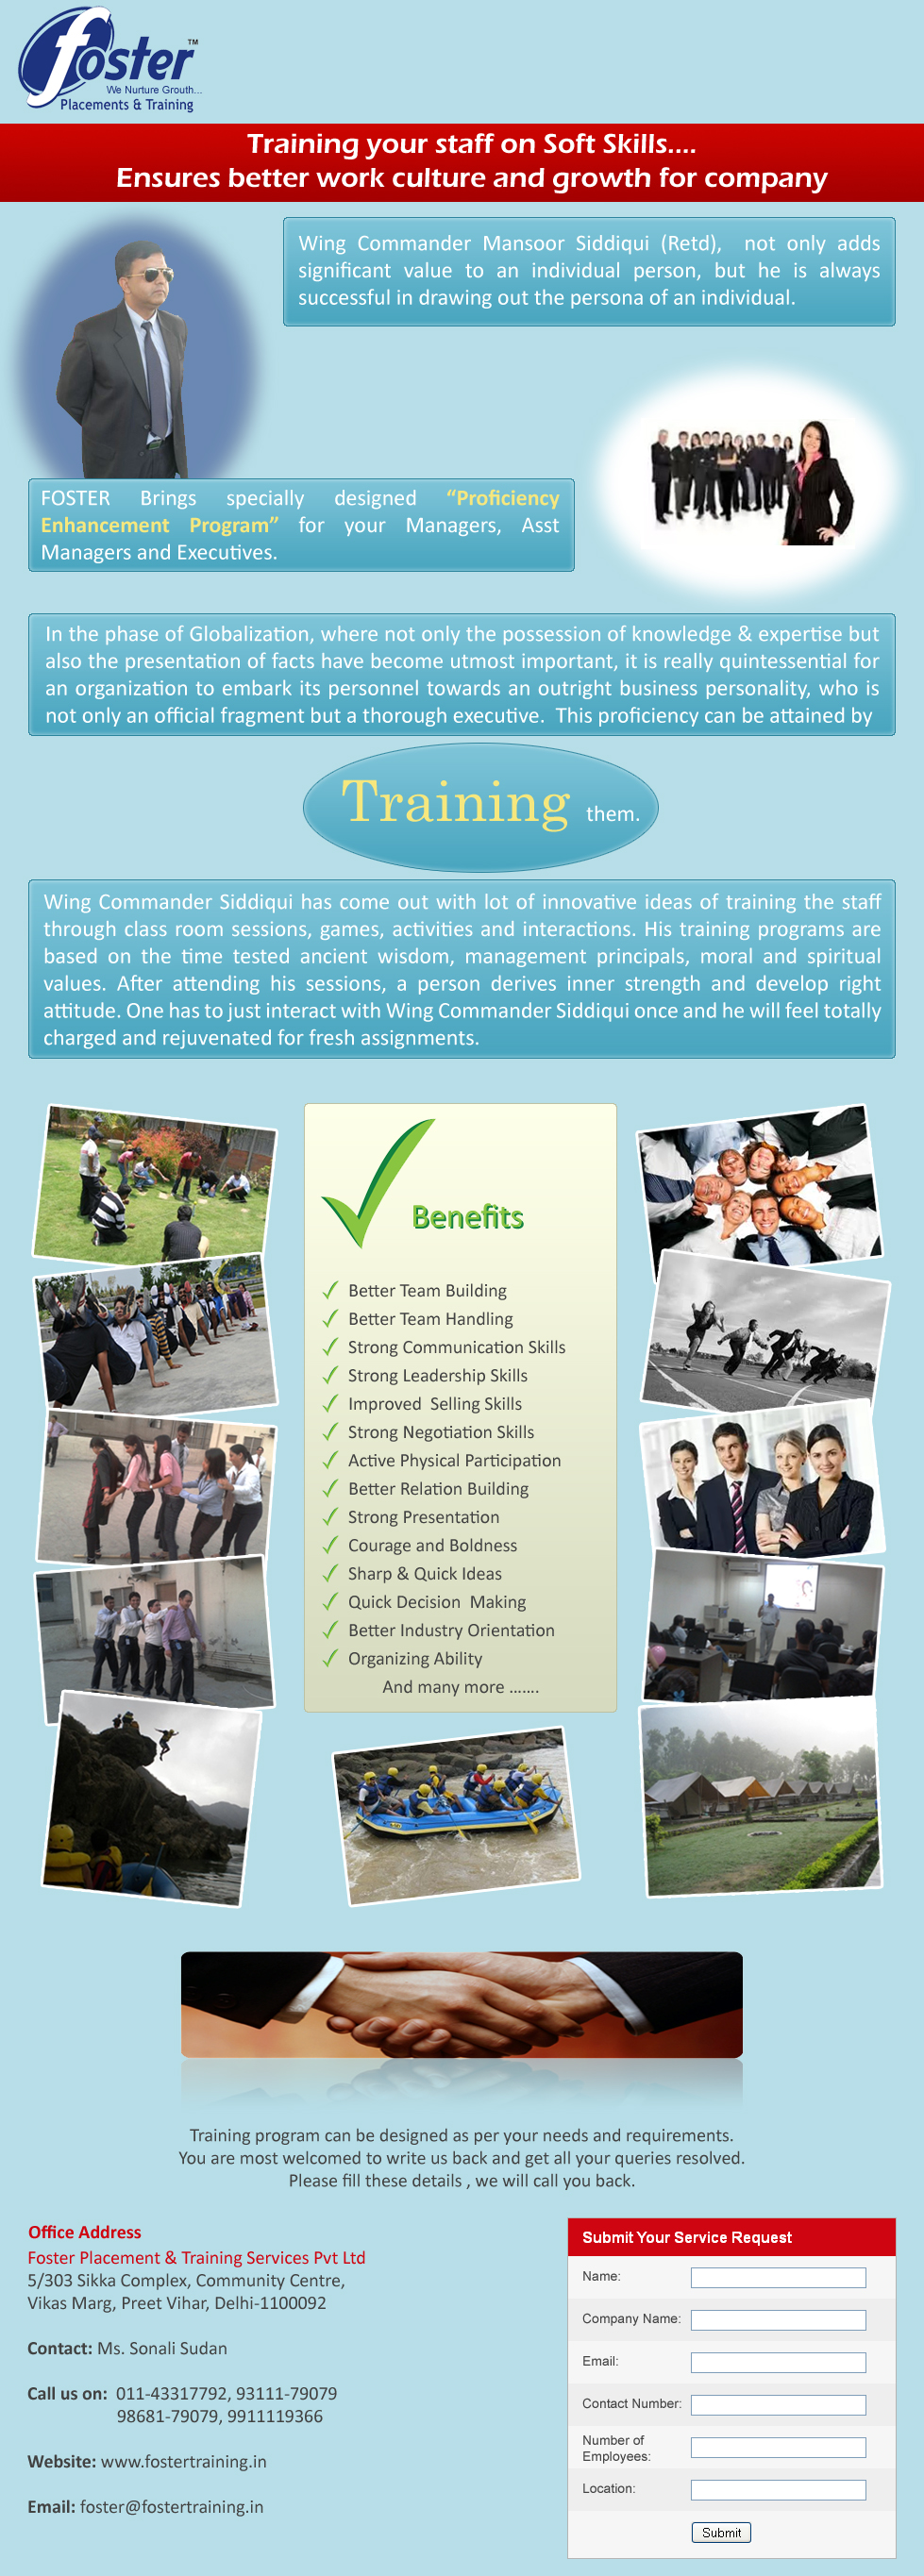 foster™
We Nurture Grouth...
Placements & Training
Training your staff on Soft Skills....
Ensures better work culture and growth for company
Wing Commander Mansoor Siddiqui (Retd), not only adds
significant value to an individual person, but he is always
successful in drawing out the persona of an individual.
FOSTER Brings specially designed “Proficiency
Enhancement Program” for your Managers, Asst
Managers and Executives.
In the phase of Globalization, where not only the possession of knowledge & expertise but
also the presentation of facts have become utmost important, it is really quintessential for
an organization to embark its personnel towards an outright business personality, who is
not only an official fragment but a thorough executive. This proficiency can be attained by
Training them.
Wing Commander Siddiqui has come out with lot of innovative ideas of training the staff
through class room sessions, games, activities and interactions. His training programs are
based on the time tested ancient wisdom, management principals, moral and spiritual
values. After attending his sessions, a person derives inner strength and develop right
attitude. One has to just interact with Wing Commander Siddiqui once and he will feel totally
charged and rejuvenated for fresh assignments.
Benefits
Better Team Building
Better Team Handling
Strong Communication Skills
Strong Leadership Skills
Improved Selling Skills
Strong Negotiation Skills
Active Physical Participation
Better Relation Building
Strong Presentation
Courage and Boldness
Sharp & Quick Ideas
Quick Decision Making
Better Industry Orientation
Organizing Ability
And many more .......
Training program can be designed as per your needs and requirements.
You are most welcomed to write us back and get all your queries resolved.
Please fill these details , we will call you back.
Office Address
Foster Placement & Training Services Pvt Ltd
5/303 Sikka Complex, Community Centre,
Vikas Marg, Preet Vihar, Delhi-1100092
Contact: Ms. Sonali Sudan
Call us on: 011-43317792, 93111-79079
98681-79079, 9911119366
Website: www.fostertraining.in
Email: foster@fostertraining.in
Submit Your Service Request
Name:
Company Name:
Email:
Contact Number:
Number of
Employees:
Location:
Submit